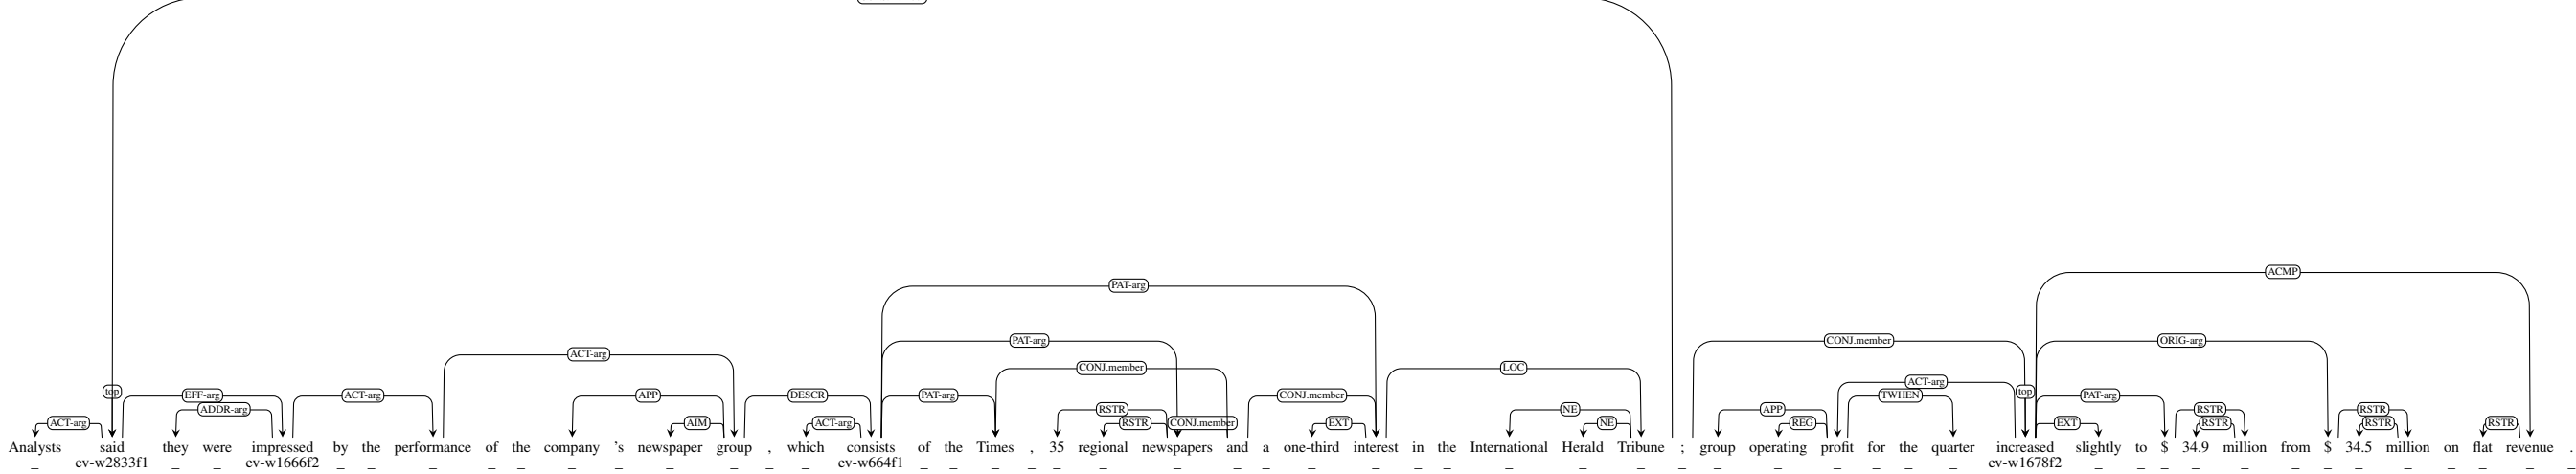 ACMP
PAT-arg
PAT-arg CONJ.member ORIG-arg
ACT-arg
CONJ.member LOC
ACT-arg
top EFF-arg ACT-arg APP DESCR PAT-arg CONJ.member TWHEN top PAT-arg
ADDR-arg RSTR NE APP RSTR RSTR
ACT-arg AIM ACT-arg RSTR CONJ.member EXT NE REG EXT RSTR RSTR RSTR
Analysts said they were impressed by the performance of the company 's newspaper group , which consists of the Times , 35 regional newspapers and a one-third interest in the International Herald Tribune ; group operating profit for the quarter increased slightly to $ 34.9 million from $ 34.5 million on flat revenue
_ ev-w2833f1 _ _ ev-w1666f2 _ _ _ _ _ _ _ _ _ _ _ ev-w664f1 _ _ _ _ _ _ _ _ _ _ _ _ _ _ _ _ _ _ _ _ _ _ _ ev-w1678f2 _ _ _ _ _ _ _ _ _ _ _ _